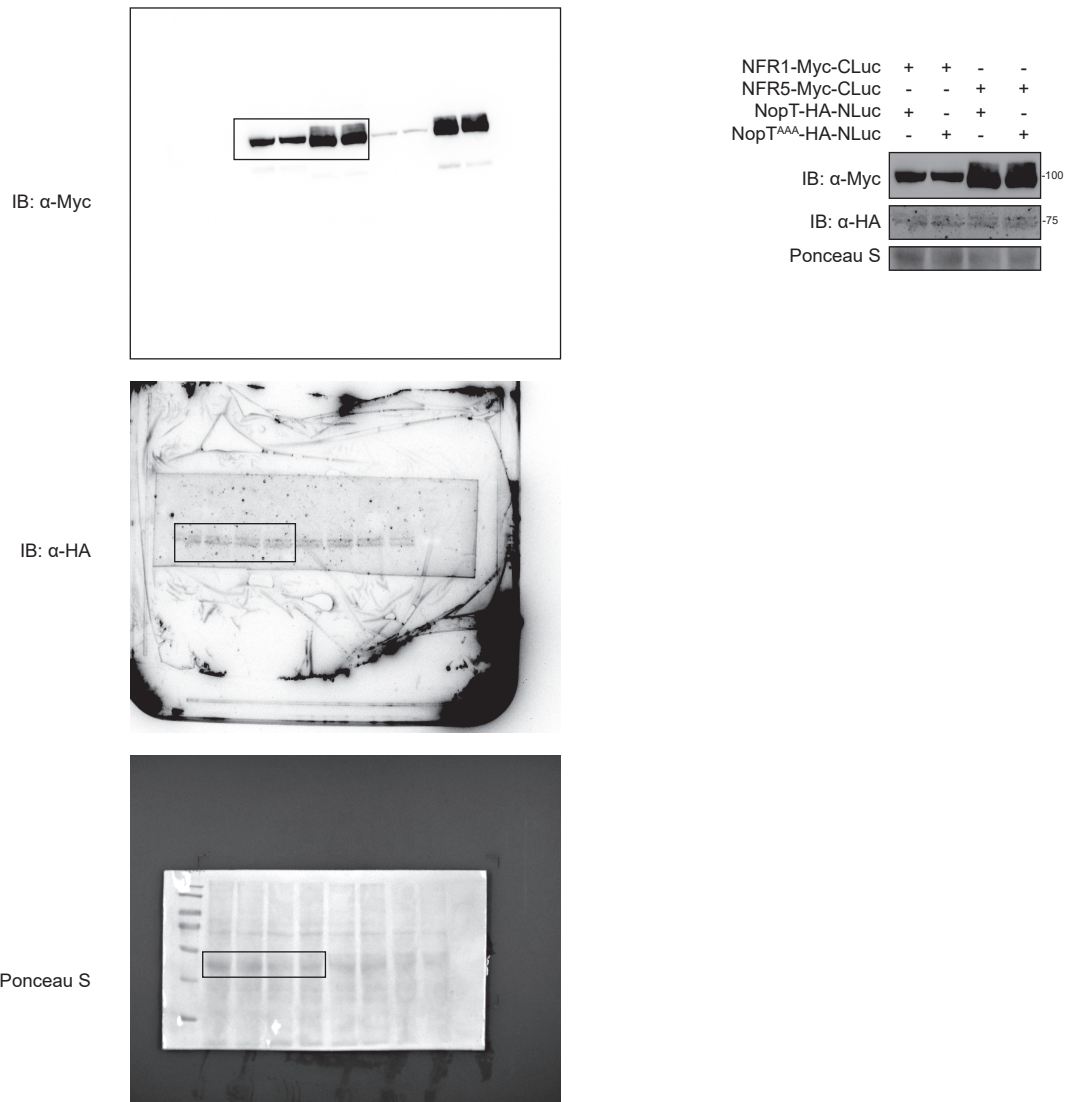 IB: α-Myc
IB: α-HA
Ponceau S
NFR1-Myc-CLuc + + - -
NFR5-Myc-CLuc - - + +
NopT-HA-NLuc + - + -
NopTᴬᴬᴬ-HA-NLuc - + - +
IB: α-Myc -100
IB: α-HA -75
Ponceau S